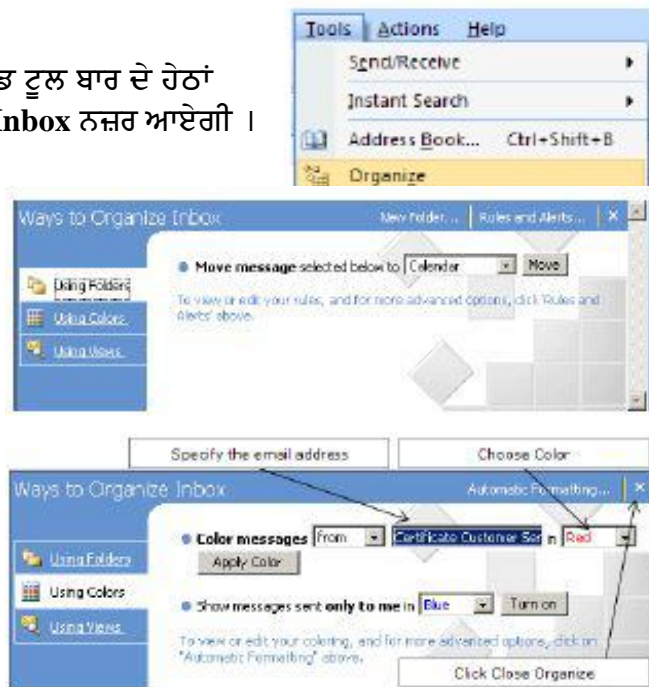 Tools Actions Help
Send/Receive
Instant Search
Address Book... Ctrl+Shift+B
Organize
ਟੂਲ ਬਾਰ ਦੇ ਹੇਠਾਂ
Inbox ਨਜ਼ਰ ਆਏਗੀ ।
Ways to Organize Inbox New Folder... Rules and Alerts...
Move message selected below to Calendar Move
Using Folders
To view or edit your rules, and for more advanced options, click 'Rules and
Alerts' above.
Using Colors
Using Views
Specify the email address Choose Color
Ways to Organize Inbox Automatic Formatting...
Color messages from Certificate Customer Ser in Red
Apply Color
Using Folders
Using Colors
Show messages sent only to me in Blue Turn on
Using Views
To view or edit your coloring, and for more advanced options, click on
"Automatic Formatting" above.
Click Close Organize